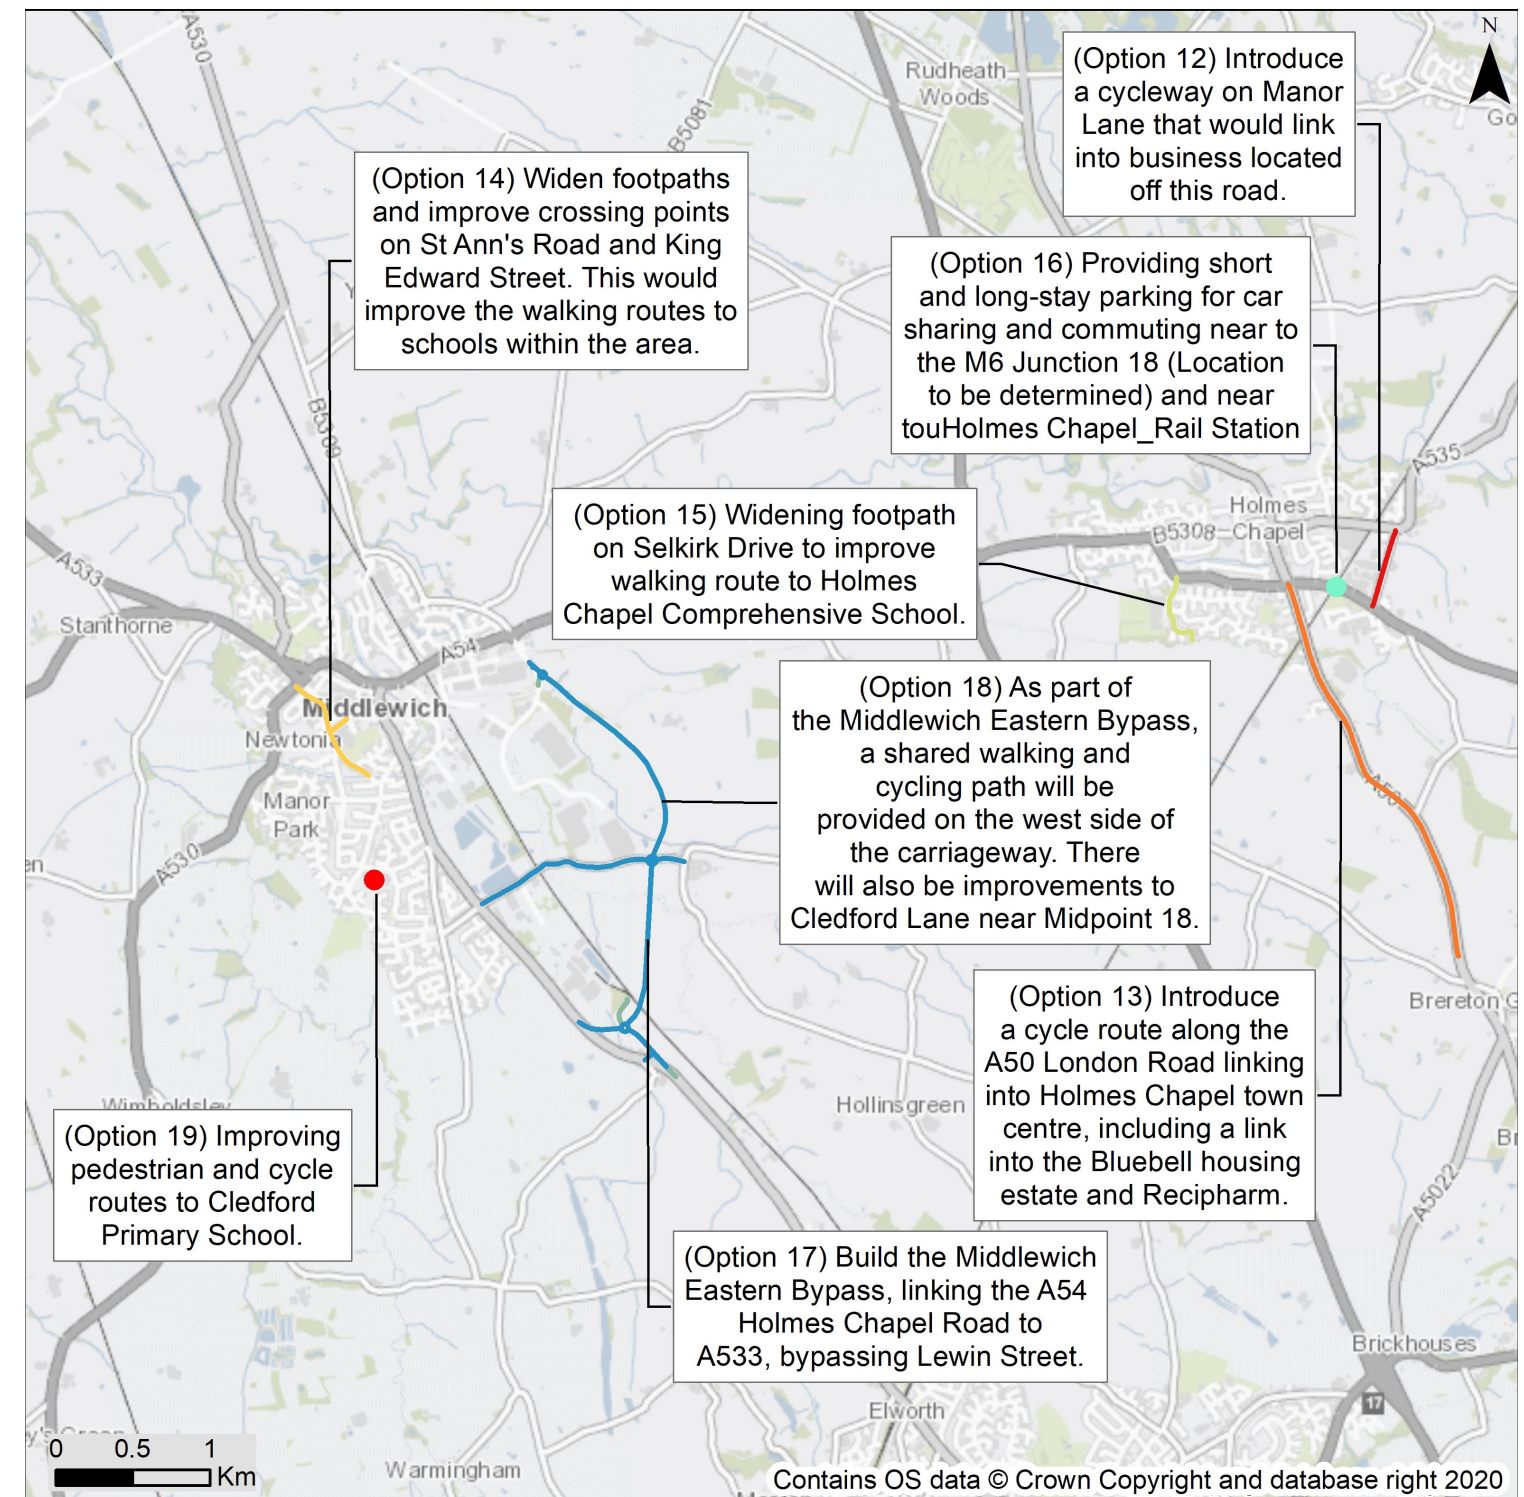 N
A530
B5081
Rudheath
Woods
Go
(Option 12) Introduce
a cycleway on Manor
Lane that would link
into business located
off this road.
(Option 14) Widen footpaths
and improve crossing points
on St Ann's Road and King
Edward Street. This would
improve the walking routes to
schools within the area.
(Option 16) Providing short
and long-stay parking for car
sharing and commuting near to
the M6 Junction 18 (Location
to be determined) and near
touHolmes Chapel_Rail Station
B5309
A535
Holmes
B5308
Chapel
(Option 15) Widening footpath
on Selkirk Drive to improve
walking route to Holmes
Chapel Comprehensive School.
A533
Stanthorne
A54
Middlewich
Newtonia
Manor
Park
A530
en
(Option 18) As part of
the Middlewich Eastern Bypass,
a shared walking and
cycling path will be
provided on the west side of
the carriageway. There
will also be improvements to
Cledford Lane near Midpoint 18.
A50
Brereton G
(Option 13) Introduce
a cycle route along the
A50 London Road linking
into Holmes Chapel town
centre, including a link
into the Bluebell housing
estate and Recipharm.
Wimboldsley
Hollinsgreen
Br
A5022
(Option 19) Improving
pedestrian and cycle
routes to Cledford
Primary School.
(Option 17) Build the Middlewich
Eastern Bypass, linking the A54
Holmes Chapel Road to
A533, bypassing Lewin Street.
Brickhouses
17
Elworth
Warmingham
0 0.5 1
Km
Contains OS data © Crown Copyright and database right 2020